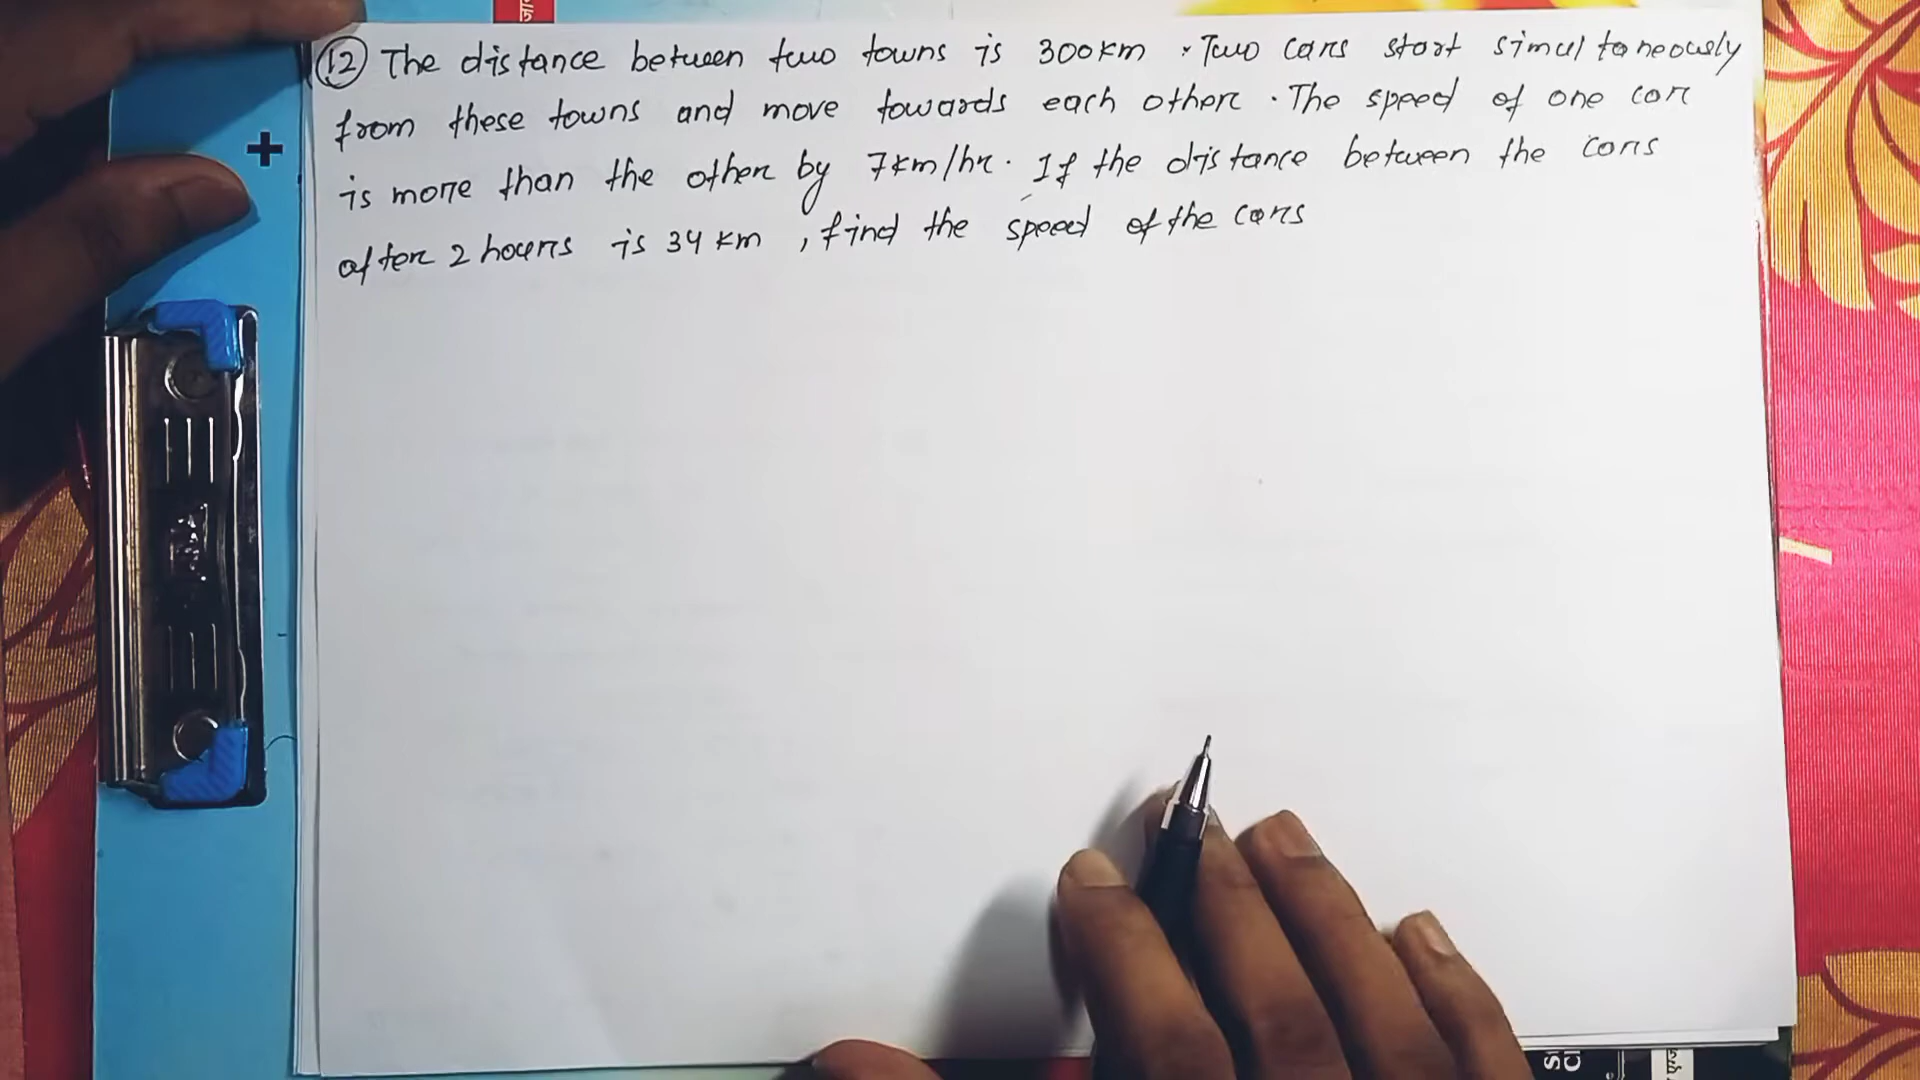 12 The distance between two towns is 300km . Two cars start simultaneously
from these towns and move towards each other . The speed of one car
is more than the other by 7km/hr . If the distance between the cars
after 2 hours is 34 km , find the speed of the cars
+